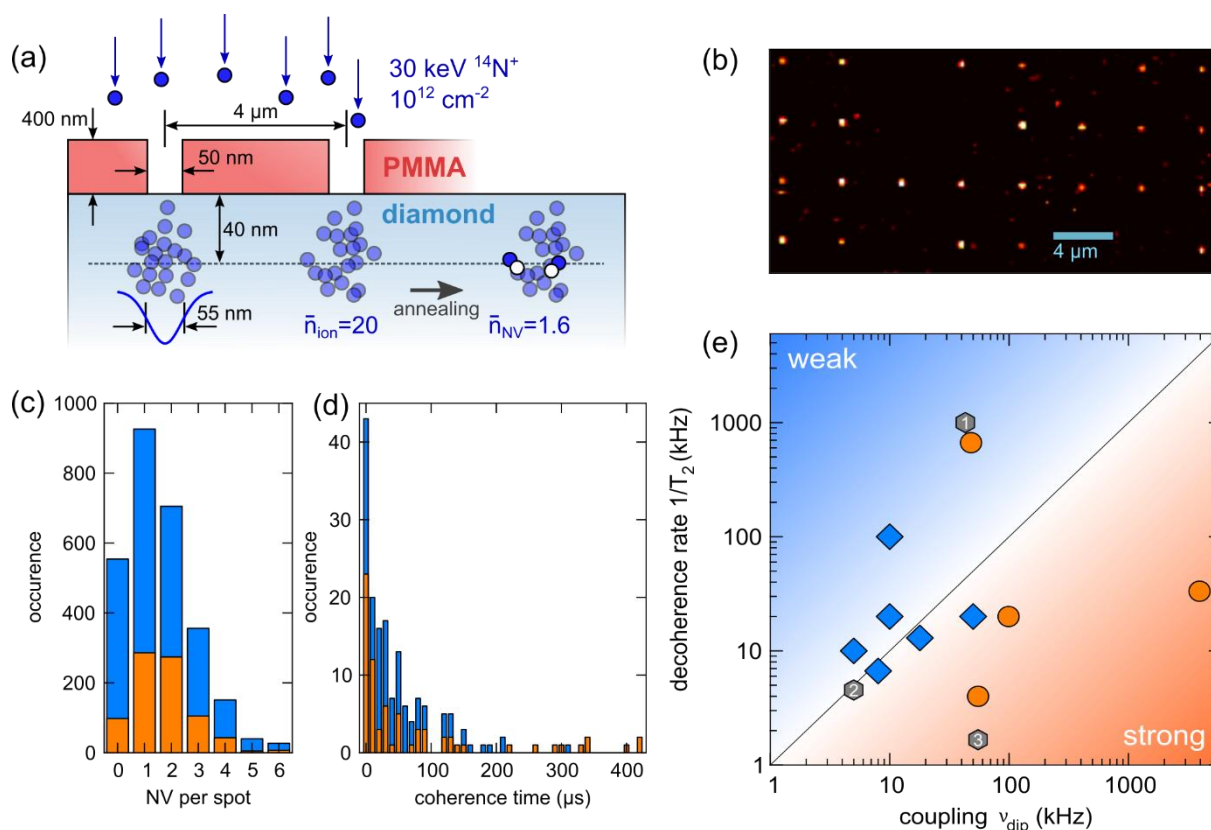 (a)
30 keV ¹⁴N⁺
10¹² cm⁻²
400 nm
4 µm
50 nm
PMMA
diamond
40 nm
55 nm
annealing
n̄ion=20
n̄NV=1.6
(b)
4 µm
(c)
1000
800
600
400
200
0
occurence
0 1 2 3 4 5 6
NV per spot
(d)
40
30
20
10
0
occurence
0 100 200 300 400
coherence time (µs)
(e)
weak
strong
1
2
3
1000
100
10
1
decoherence rate 1/T₂ (kHz)
1 10 100 1000
coupling νdip (kHz)